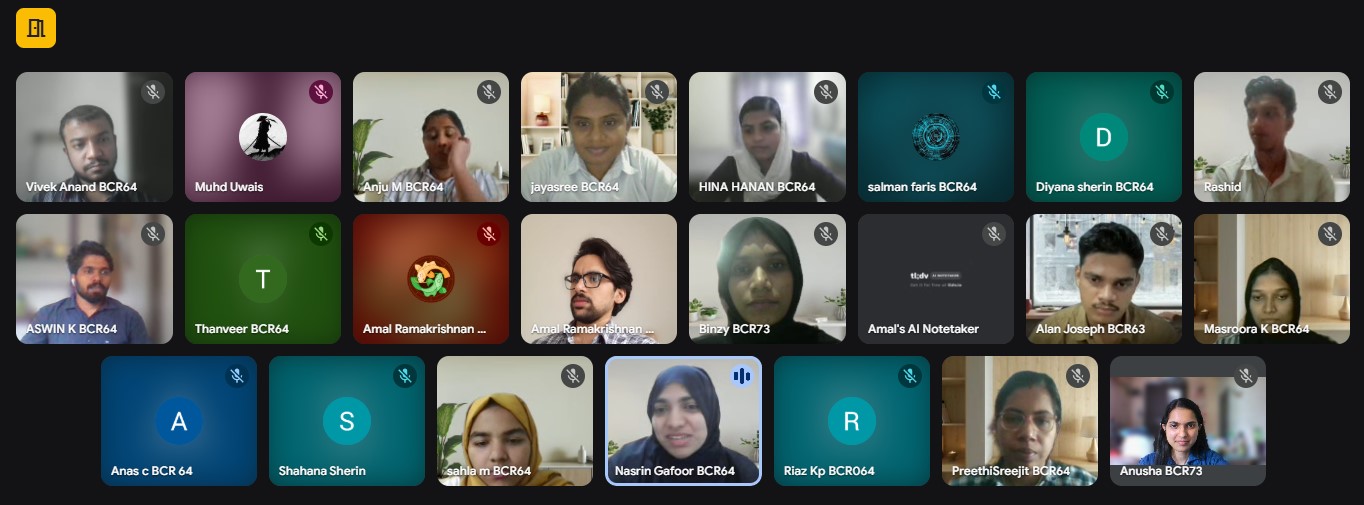 Vivek Anand BCR64
Muhd Uwais
Anju M BCR64
jayasree BCR64
HINA HANAN BCR64
salman faris BCR64
D
Diyana sherin BCR64
Rashid
ASWIN K BCR64
T
Thanveer BCR64
Amal Ramakrishnan ...
Amal Ramakrishnan ...
Binzy BCR73
tl;dv AI NOTETAKER
Amal's AI Notetaker
Alan Joseph BCR63
Masroora K BCR64
A
Anas c BCR 64
S
Shahana Sherin
sahla m BCR64
Nasrin Gafoor BCR64
R
Riaz Kp BCR064
PreethiSreejit BCR64
Anusha BCR73